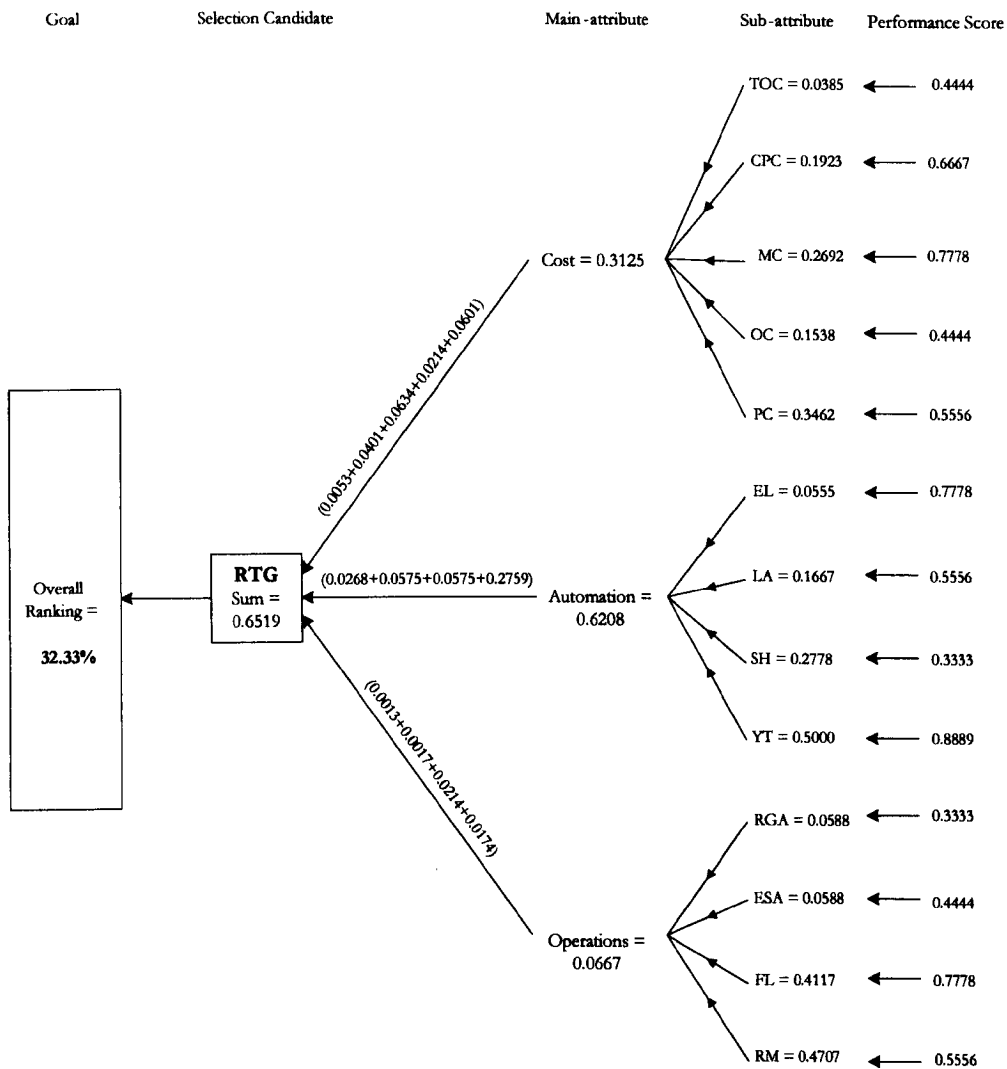 Goal
Selection Candidate
Main-attribute
Sub-attribute
Performance Score
TOC = 0.0385
0.4444
CPC = 0.1923
0.6667
Cost = 0.3125
MC = 0.2692
0.7778
OC = 0.1538
0.4444
PC = 0.3462
0.5556
(0.0053+0.0401+0.0634+0.0214+0.0601)
EL = 0.0555
0.7778
LA = 0.1667
0.5556
Overall
Ranking =
32.33%
RTG
Sum =
0.6519
(0.0268+0.0575+0.0575+0.2759)
Automation =
0.6208
SH = 0.2778
0.3333
YT = 0.5000
0.8889
(0.0013+0.0017+0.0214+0.0174)
RGA = 0.0588
0.3333
ESA = 0.0588
0.4444
Operations =
0.0667
FL = 0.4117
0.7778
RM = 0.4707
0.5556